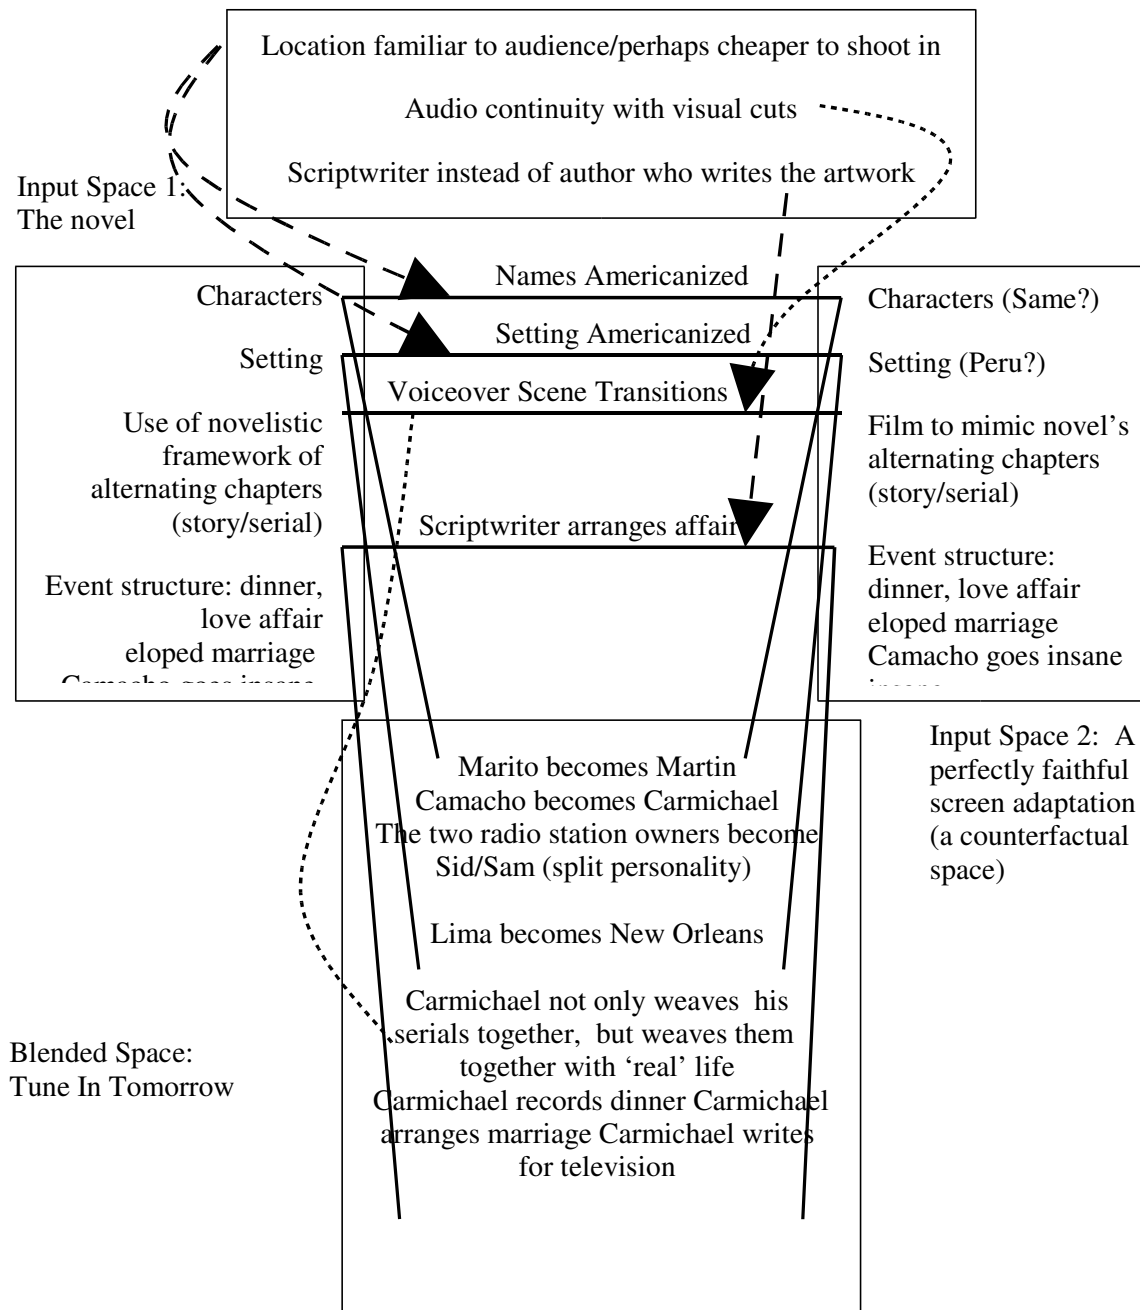 Location familiar to audience/perhaps cheaper to shoot in
Audio continuity with visual cuts
Scriptwriter instead of author who writes the artwork
Input Space 1:
The novel
Characters
Setting
Use of novelistic
framework of
alternating chapters
(story/serial)
Event structure: dinner,
love affair
eloped marriage
Camacho goes insane
Names Americanized
Setting Americanized
Voiceover Scene Transitions
Scriptwriter arranges affair
Characters (Same?)
Setting (Peru?)
Film to mimic novel’s
alternating chapters
(story/serial)
Event structure:
dinner, love affair
eloped marriage
Camacho goes insane
Input Space 2:  A
perfectly faithful
screen adaptation
(a counterfactual
space)
Marito becomes Martin
Camacho becomes Carmichael
The two radio station owners become
Sid/Sam (split personality)
Lima becomes New Orleans
Carmichael not only weaves  his
serials together,  but weaves them
together with ‘real’ life
Carmichael records dinner Carmichael
arranges marriage Carmichael writes
for television
Blended Space:
Tune In Tomorrow